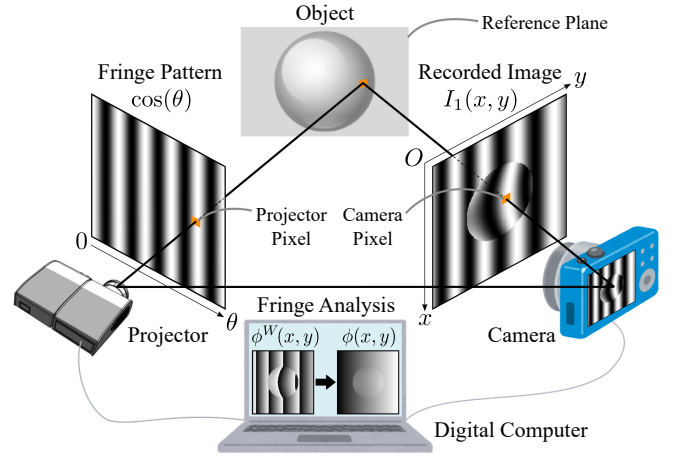 Object
Reference Plane
Fringe Pattern
cos(θ)
Recorded Image
I₁(x, y)
y
O
Projector
Pixel
Camera
Pixel
0
θ
x
Projector
Fringe Analysis
Camera
ϕᵂ(x, y)
ϕ(x, y)
Digital Computer